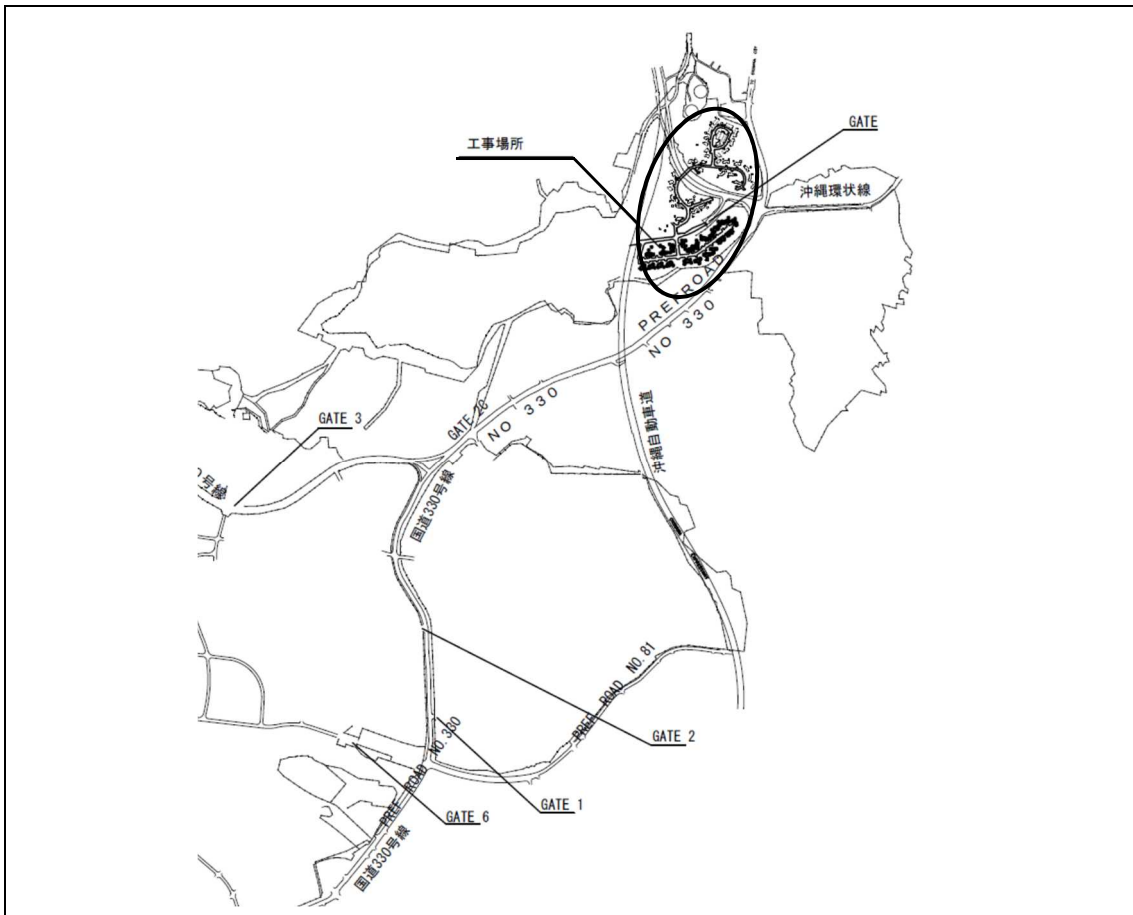 GATE
工事場所
沖縄環状線
PREFROAD
NO 330
GATE 2C
NO 330
沖縄自動車道
GATE 3
号線
国道330号線
PREF ROAD NO.81
GATE 2
PREF ROAD NO.330
GATE 1
GATE 6
国道330号線